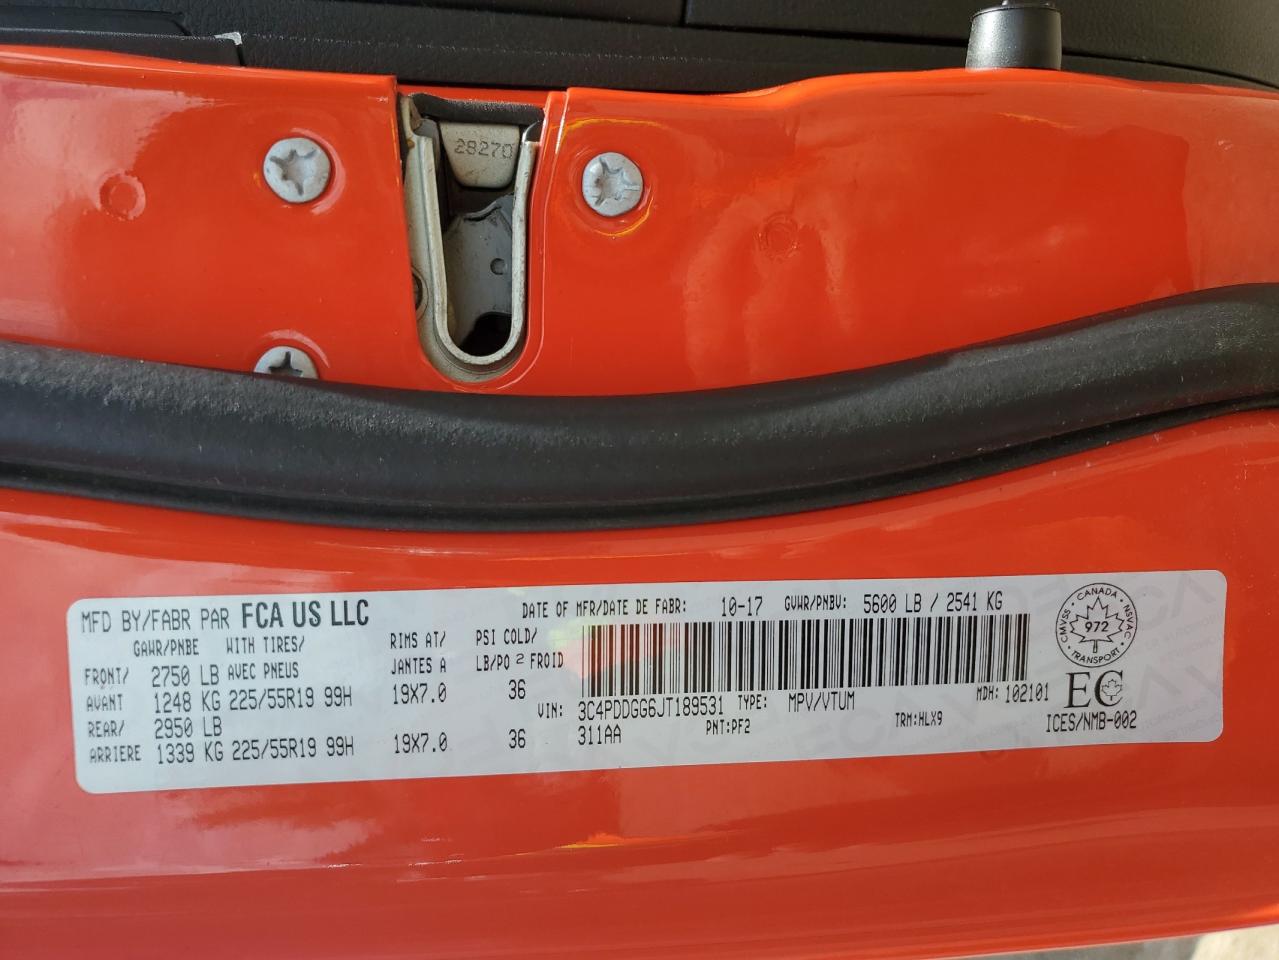 28270
MFD BY/FABR PAR FCA US LLC DATE OF MFR/DATE DE FABR: 10-17 GVWR/PNBV: 5600 LB / 2541 KG
GAWR/PNBE WITH TIRES/ RIMS AT/ PSI COLD/
FRONT/ 2750 LB AVEC PNEUS JANTES A LB/PO 2 FROID
AVANT 1248 KG 225/55R19 99H 19X7.0 36
REAR/ 2950 LB
ARRIERE 1339 KG 225/55R19 99H 19X7.0 36
VIN: 3C4PDDGG6JT189531 TYPE: MPV/VTUM MDH: 102101
311AA PNT:PF2 TRM:HLX9
CANADA
CMVSS 972 NSVAC
TRANSPORT
EC
ICES/NMB-002